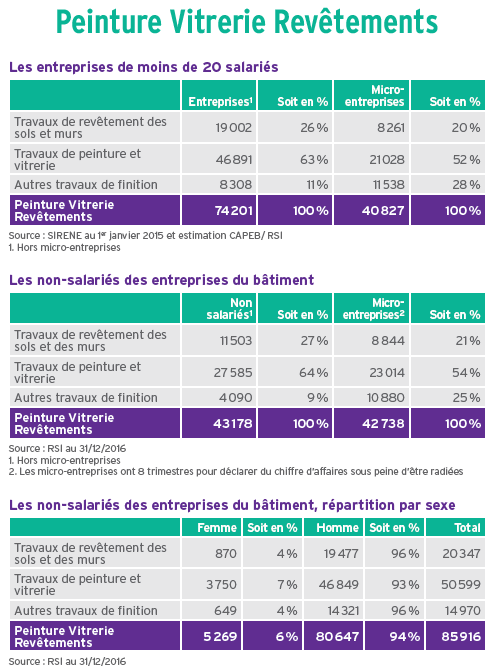 Peinture Vitrerie Revêtements
Les entreprises de moins de 20 salariés
Entreprises¹ Soit en % Micro-entreprises Soit en %
Travaux de revêtement des
sols et murs 19 002 26 % 8 261 20 %
Travaux de peinture et
vitrerie 46 891 63 % 21 028 52 %
Autres travaux de finition 8 308 11 % 11 538 28 %
Peinture Vitrerie
Revêtements 74 201 100 % 40 827 100 %
Source : SIRENE au 1er janvier 2015 et estimation CAPEB/ RSI
1. Hors micro-entreprises
Les non-salariés des entreprises du bâtiment
Non
salariés¹ Soit en % Micro-entreprises² Soit en %
Travaux de revêtement des
sols et des murs 11 503 27 % 8 844 21 %
Travaux de peinture et
vitrerie 27 585 64 % 23 014 54 %
Autres travaux de finition 4 090 9 % 10 880 25 %
Peinture Vitrerie
Revêtements 43 178 100 % 42 738 100 %
Source : RSI au 31/12/2016
1. Hors micro-entreprises
2. Les micro-entreprises ont 8 trimestres pour déclarer du chiffre d'affaires sous peine d'être radiées
Les non-salariés des entreprises du bâtiment, répartition par sexe
Femme Soit en % Homme Soit en % Total
Travaux de revêtement des
sols et des murs 870 4 % 19 477 96 % 20 347
Travaux de peinture et
vitrerie 3 750 7 % 46 849 93 % 50 599
Autres travaux de finition 649 4 % 14 321 96 % 14 970
Peinture Vitrerie
Revêtements 5 269 6 % 80 647 94 % 85 916
Source : RSI au 31/12/2016